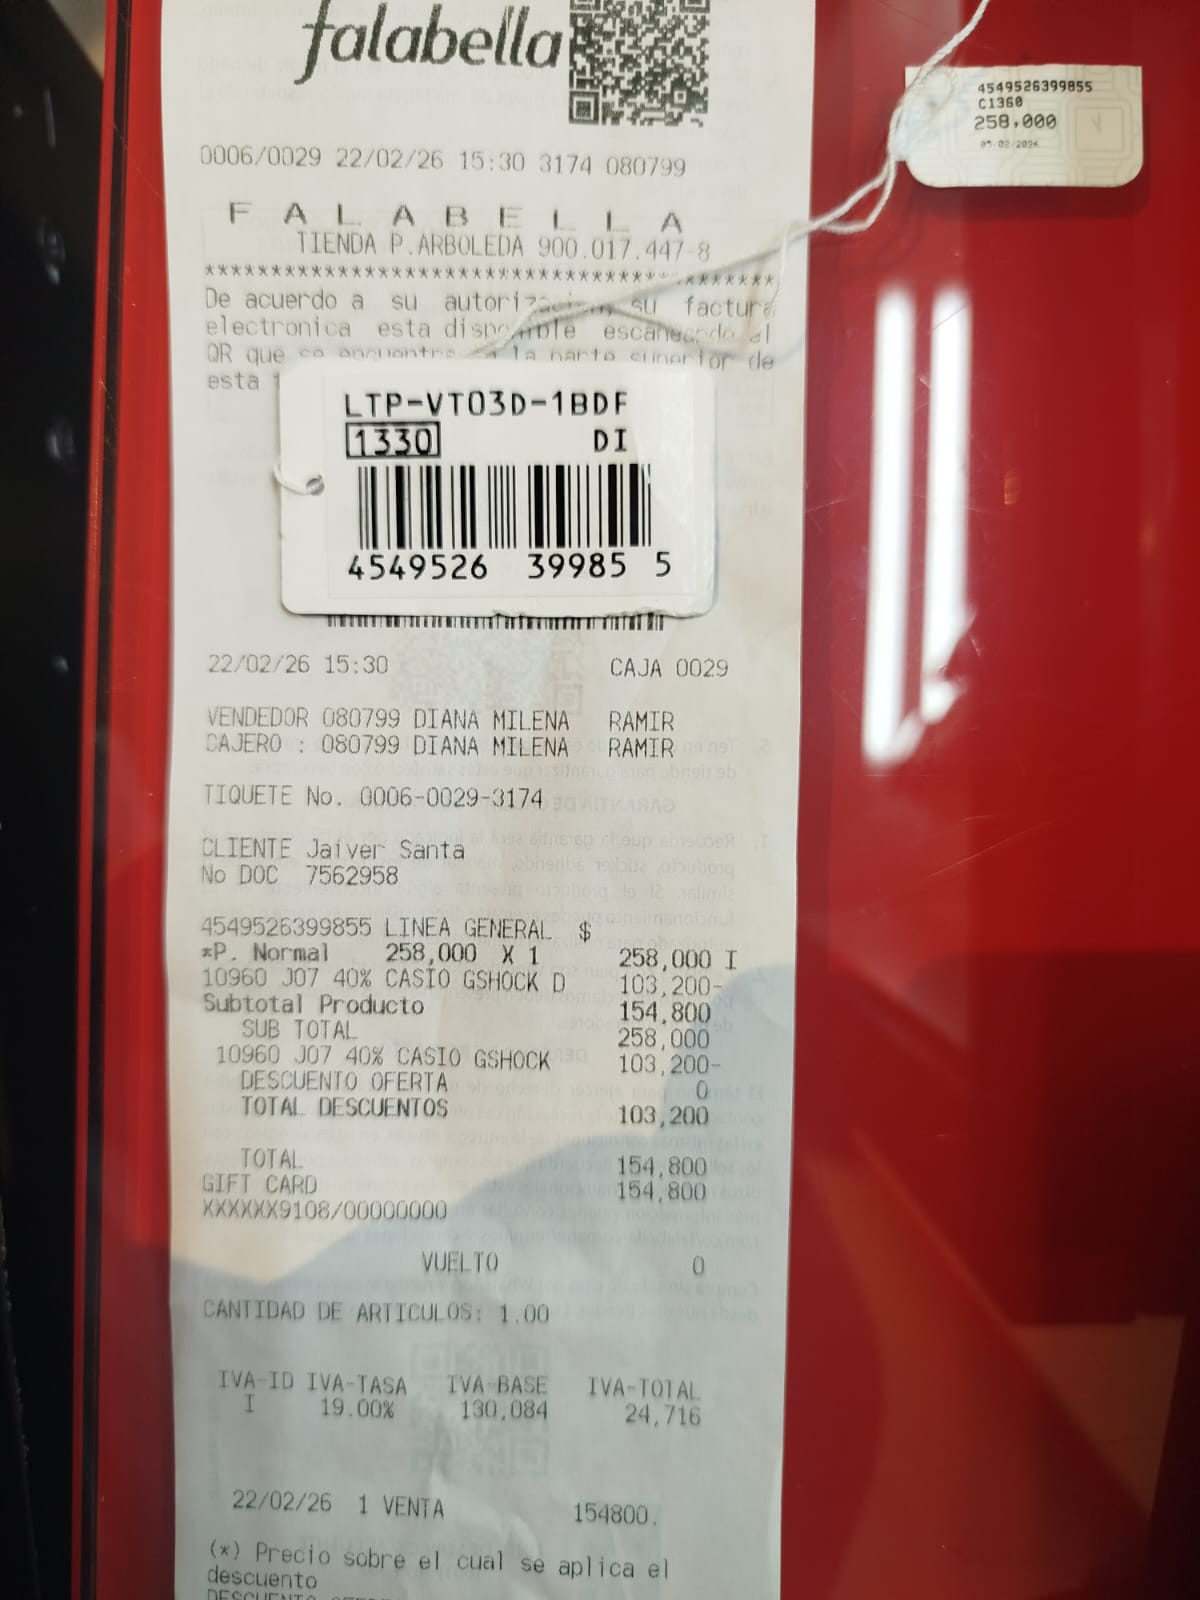 falabella
4549526399855
C1360
258,000
0006/0029 22/02/26 15:30 3174 080799
F A L A B E L L A
TIENDA P.ARBOLEDA 900.017.447-8
*******************************************
De acuerdo a su su factura
electronica esta disponible escaneando el
QR que se encuentra la parte superior de
esta
LTP-VT03D-1BDF
1330 DI
4549526 39985 5
22/02/26 15:30 CAJA 0029
VENDEDOR 080799 DIANA MILENA RAMIR
CAJERO : 080799 DIANA MILENA RAMIR
TIQUETE No. 0006-0029-3174
CLIENTE Jaiver Santa
No DOC 7562958
4549526399855 LINEA GENERAL $
*P. Normal 258,000 X 1 258,000 I
10960 J07 40% CASIO GSHOCK D 103,200-
Subtotal Producto 154,800
SUB TOTAL 258,000
10960 J07 40% CASIO GSHOCK 103,200-
DESCUENTO OFERTA 0
TOTAL DESCUENTOS 103,200
TOTAL 154,800
GIFT CARD 154,800
XXXXXX9108/00000000
VUELTO 0
CANTIDAD DE ARTICULOS: 1.00
IVA-ID IVA-TASA IVA-BASE IVA-TOTAL
I 19.00% 130,084 24,716
22/02/26 1 VENTA 154800.
(*) Precio sobre el cual se aplica el
descuento